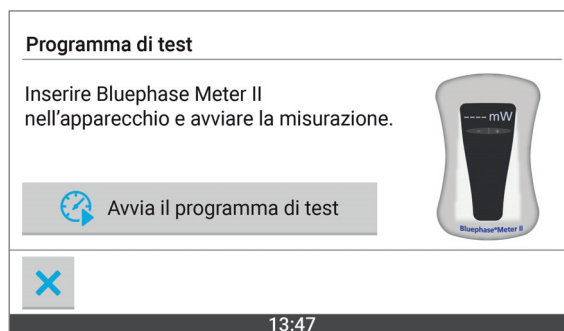 Programma di test
Inserire Bluephase Meter II
nell'apparecchio e avviare la misurazione.
---- mW
- +
Bluephase®Meter II
Avvia il programma di test
13:47